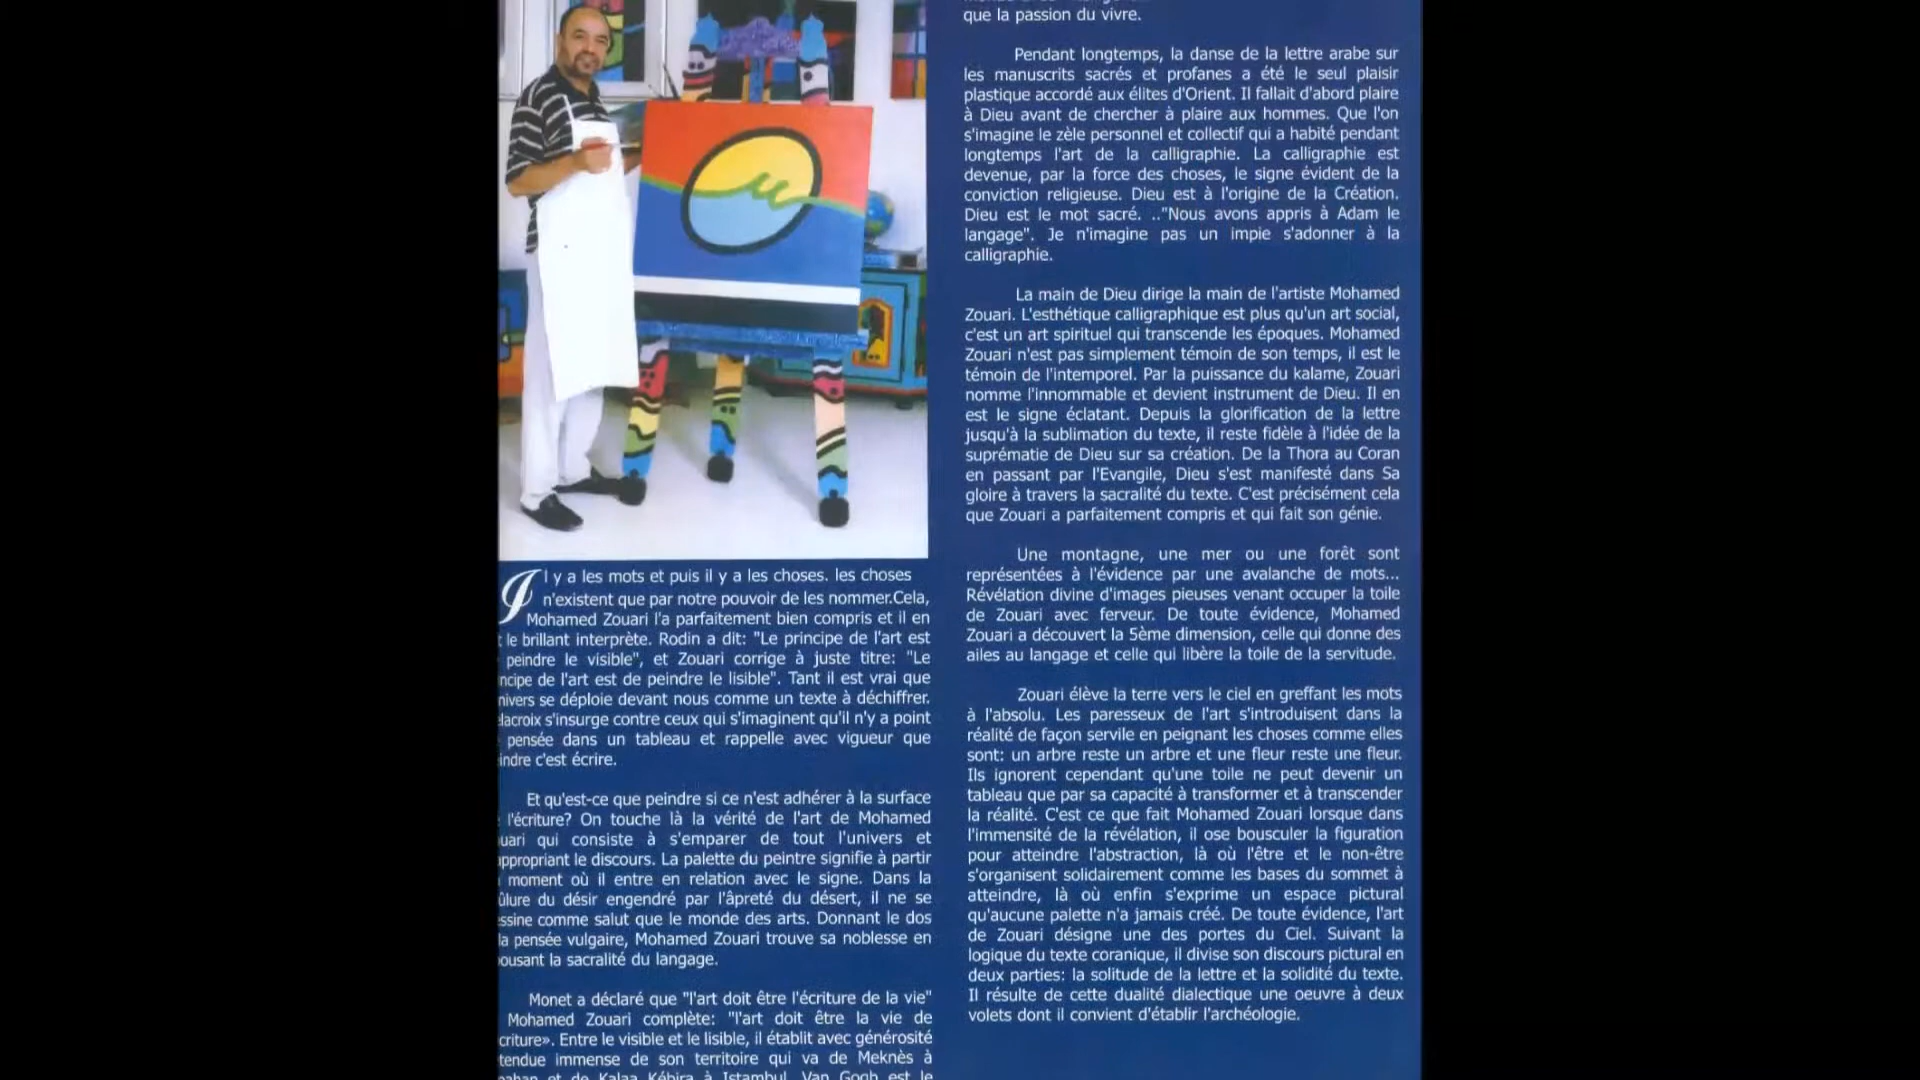 Il y a les mots et puis il y a les choses. les choses
n'existent que par notre pouvoir de les nommer.Cela,
Mohamed Zouari l'a parfaitement bien compris et il en
le brillant interprète. Rodin a dit: "Le principe de l'art est
peindre le visible", et Zouari corrige à juste titre: "Le
ncipe de l'art est de peindre le lisible". Tant il est vrai que
nivers se déploie devant nous comme un texte à déchiffrer.
lacroix s'insurge contre ceux qui s'imaginent qu'il n'y a point
pensée dans un tableau et rappelle avec vigueur que
indre c'est écrire.
Et qu'est-ce que peindre si ce n'est adhérer à la surface
l'écriture? On touche là la vérité de l'art de Mohamed
uari qui consiste à s'emparer de tout l'univers et
ppropriant le discours. La palette du peintre signifie à partir
moment où il entre en relation avec le signe. Dans la
ûlure du désir engendré par l'âpreté du désert, il ne se
ssine comme salut que le monde des arts. Donnant le dos
la pensée vulgaire, Mohamed Zouari trouve sa noblesse en
ousant la sacralité du langage.
Monet a déclaré que "l'art doit être l'écriture de la vie"
Mohamed Zouari complète: "l'art doit être la vie de
criture». Entre le visible et le lisible, il établit avec générosité
tendue immense de son territoire qui va de Meknès à
et de Kalaa Kébira à Istambul. Van Gogh est le
que la passion du vivre.
Pendant longtemps, la danse de la lettre arabe sur
les manuscrits sacrés et profanes a été le seul plaisir
plastique accordé aux élites d'Orient. Il fallait d'abord plaire
à Dieu avant de chercher à plaire aux hommes. Que l'on
s'imagine le zèle personnel et collectif qui a habité pendant
longtemps l'art de la calligraphie. La calligraphie est
devenue, par la force des choses, le signe évident de la
conviction religieuse. Dieu est à l'origine de la Création.
Dieu est le mot sacré. .."Nous avons appris à Adam le
langage". Je n'imagine pas un impie s'adonner à la
calligraphie.
La main de Dieu dirige la main de l'artiste Mohamed
Zouari. L'esthétique calligraphique est plus qu'un art social,
c'est un art spirituel qui transcende les époques. Mohamed
Zouari n'est pas simplement témoin de son temps, il est le
témoin de l'intemporel. Par la puissance du kalame, Zouari
nomme l'innommable et devient instrument de Dieu. Il en
est le signe éclatant. Depuis la glorification de la lettre
jusqu'à la sublimation du texte, il reste fidèle à l'idée de la
suprématie de Dieu sur sa création. De la Thora au Coran
en passant par l'Evangile, Dieu s'est manifesté dans Sa
gloire à travers la sacralité du texte. C'est précisément cela
que Zouari a parfaitement compris et qui fait son génie.
Une montagne, une mer ou une forêt sont
représentées à l'évidence par une avalanche de mots...
Révélation divine d'images pieuses venant occuper la toile
de Zouari avec ferveur. De toute évidence, Mohamed
Zouari a découvert la 5ème dimension, celle qui donne des
ailes au langage et celle qui libère la toile de la servitude.
Zouari élève la terre vers le ciel en greffant les mots
à l'absolu. Les paresseux de l'art s'introduisent dans la
réalité de façon servile en peignant les choses comme elles
sont: un arbre reste un arbre et une fleur reste une fleur.
Ils ignorent cependant qu'une toile ne peut devenir un
tableau que par sa capacité à transformer et à transcender
la réalité. C'est ce que fait Mohamed Zouari lorsque dans
l'immensité de la révélation, il ose bousculer la figuration
pour atteindre l'abstraction, là où l'être et le non-être
s'organisent solidairement comme les bases du sommet à
atteindre, là où enfin s'exprime un espace pictural
qu'aucune palette n'a jamais créé. De toute évidence, l'art
de Zouari désigne une des portes du Ciel. Suivant la
logique du texte coranique, il divise son discours pictural en
deux parties: la solitude de la lettre et la solidité du texte.
Il résulte de cette dualité dialectique une oeuvre à deux
volets dont il convient d'établir l'archéologie.